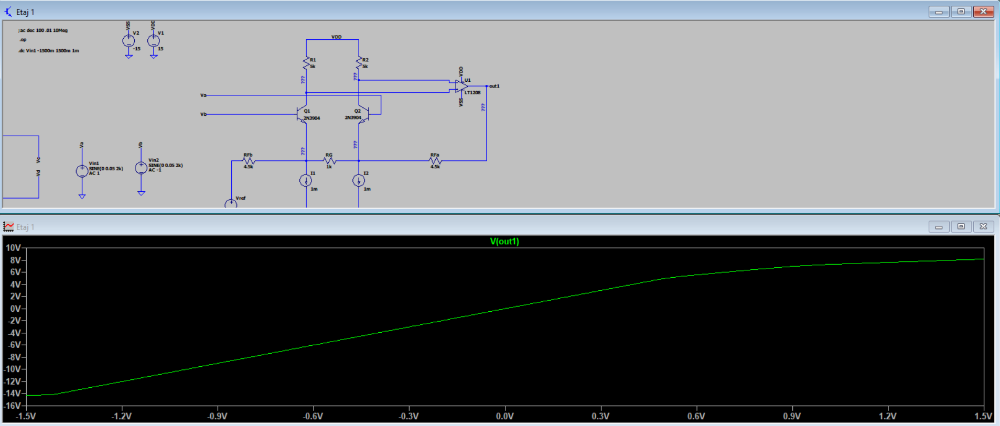 Etaj 1
;ac dec 100 .01 10Meg
.op
.dc Vin1 -1500m 1500m 1m
VSS
V2
-15
VDD
V1
15
VDD
R1
5k
R2
5k
???
???
VDD
U1
LT1208
VSS
out1
???
Va
Vb
Q1
2N3904
Q2
2N3904
Vc
Vd
Va
Vin1
SINE(0 0.05 2k)
AC 1
Vb
Vin2
SINE(0 0.05 2k)
AC -1
???
???
RFb
4.5k
RG
1k
RFa
4.5k
I1
1m
I2
1m
Vref
Etaj 1
V(out1)
10V
8V
6V
4V
2V
0V
-2V
-4V
-6V
-8V
-10V
-12V
-14V
-16V
-1.5V -1.2V -0.9V -0.6V -0.3V 0.0V 0.3V 0.6V 0.9V 1.2V 1.5V